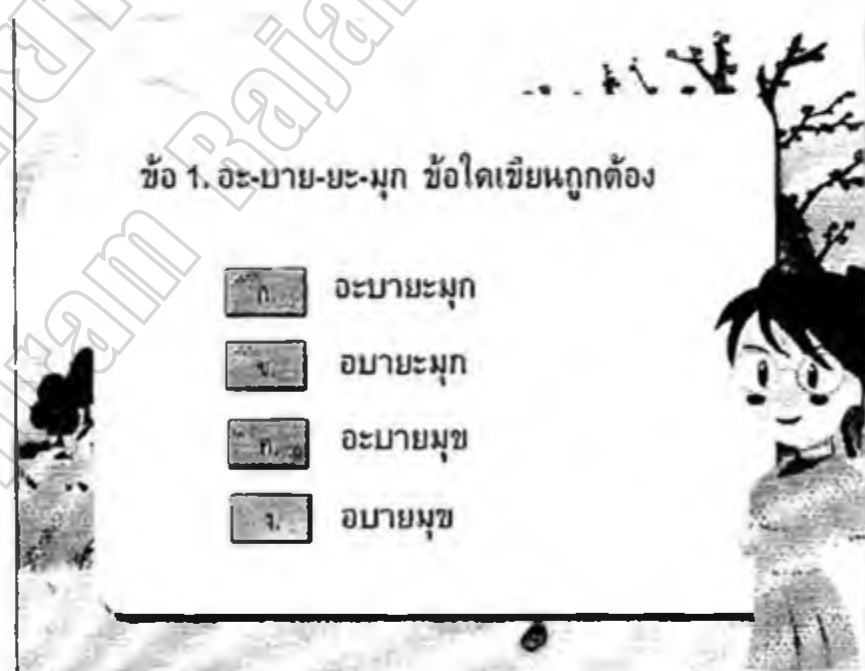 ข้อ 1. อะ-บาย-ยะ-มุก ข้อใดเขียนถูกต้อง
ก. อะบายะมุก
ข. อบายะมุก
ค. อะบายมุข
ง. อบายมุข